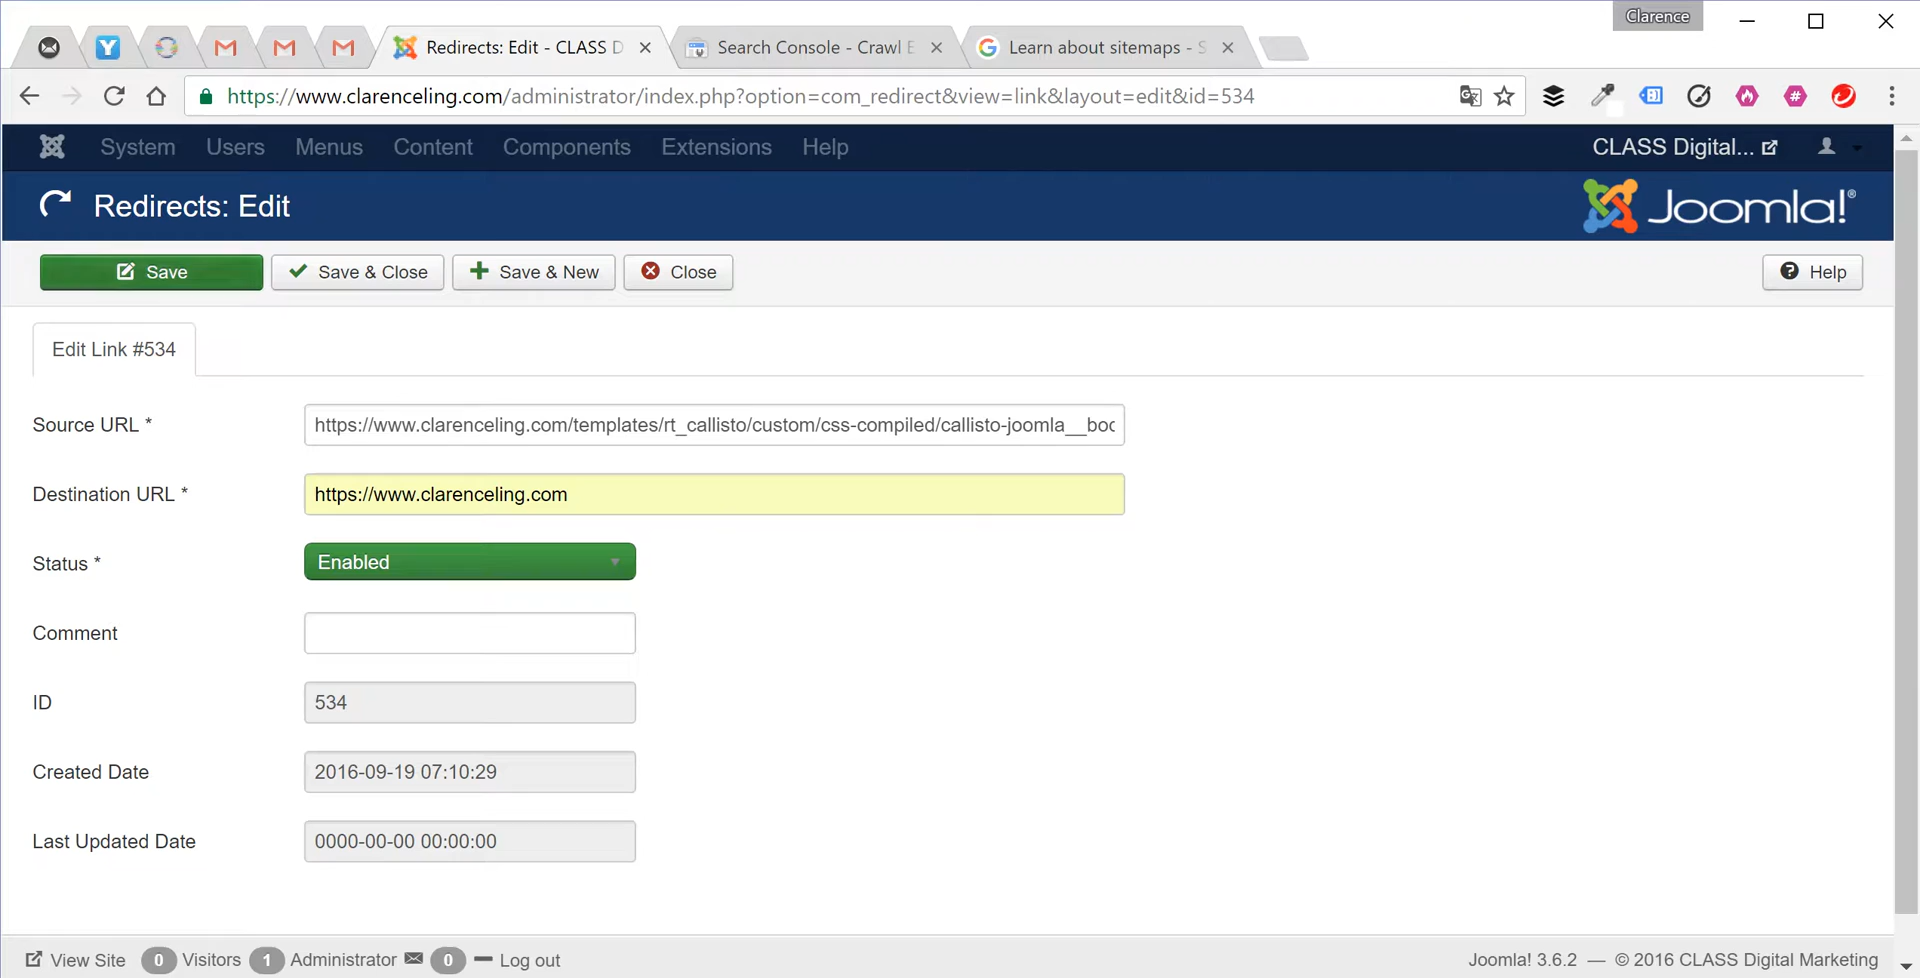 Clarence
Redirects: Edit - CLASS D
Search Console - Crawl E
Learn about sitemaps - S
https://www.clarenceling.com/administrator/index.php?option=com_redirect&view=link&layout=edit&id=534
System Users Menus Content Components Extensions Help CLASS Digital...
Redirects: Edit
Joomla!®
Save Save & Close Save & New Close Help
Edit Link #534
Source URL * https://www.clarenceling.com/templates/rt_callisto/custom/css-compiled/callisto-joomla__boo
Destination URL * https://www.clarenceling.com
Status * Enabled
Comment
ID 534
Created Date 2016-09-19 07:10:29
Last Updated Date 0000-00-00 00:00:00
View Site 0 Visitors 1 Administrator 0 Log out Joomla! 3.6.2 — © 2016 CLASS Digital Marketing